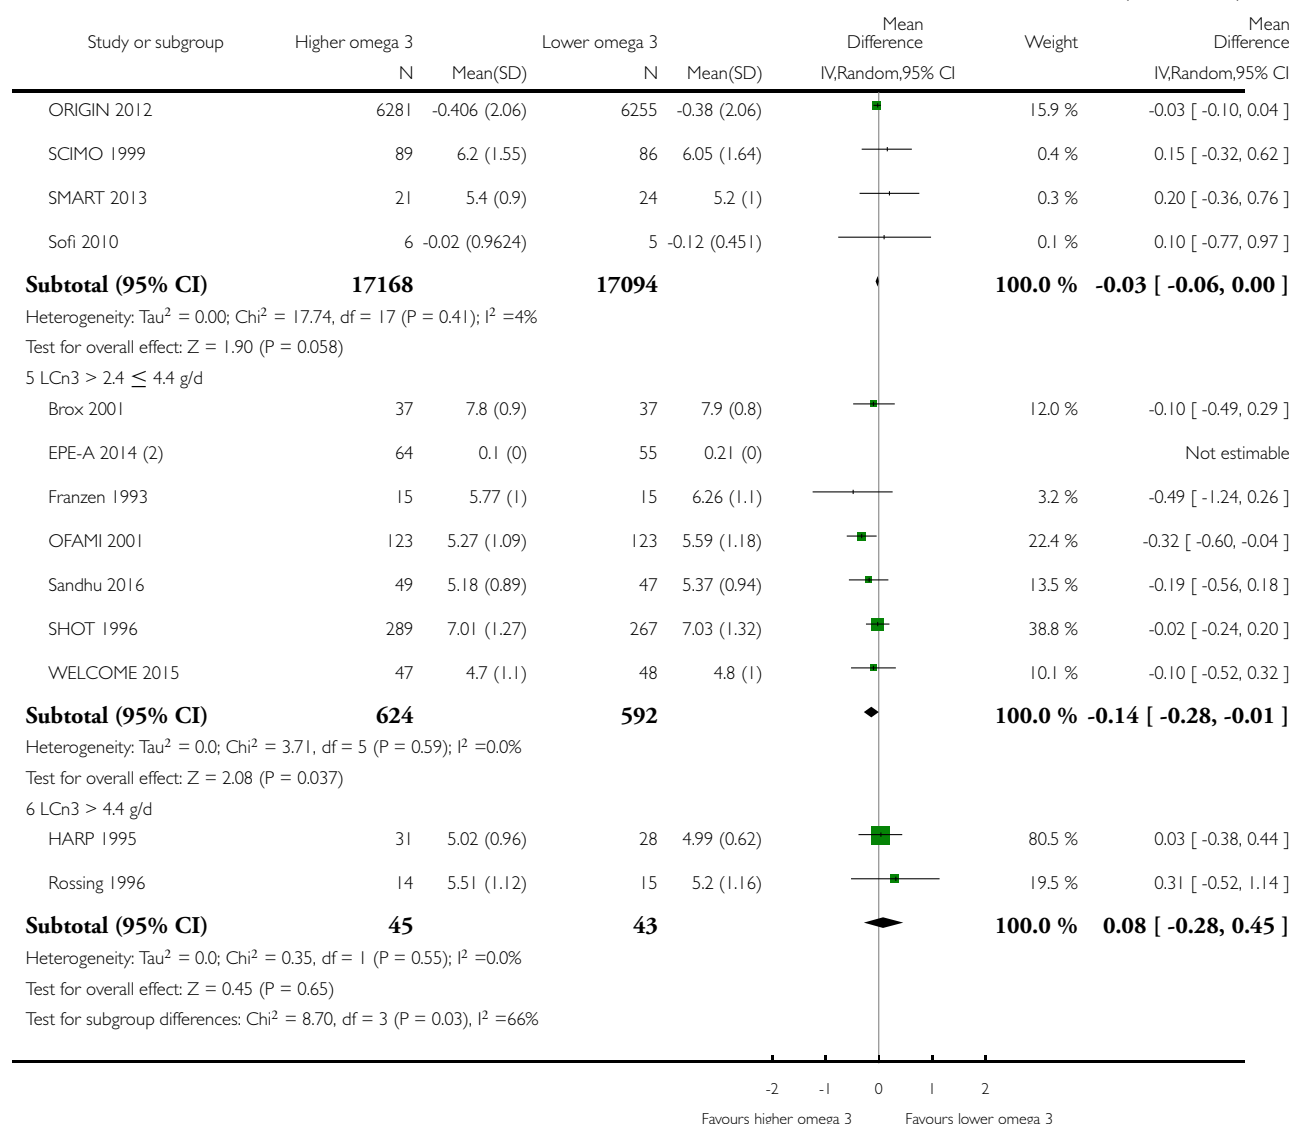 Mean Mean
Study or subgroup Higher omega 3 Lower omega 3 Difference Weight Difference
N Mean(SD) N Mean(SD) IV,Random,95% CI IV,Random,95% CI
ORIGIN 2012 6281 -0.406 (2.06) 6255 -0.38 (2.06) 15.9 % -0.03 [ -0.10, 0.04 ]
SCIMO 1999 89 6.2 (1.55) 86 6.05 (1.64) 0.4 % 0.15 [ -0.32, 0.62 ]
SMART 2013 21 5.4 (0.9) 24 5.2 (1) 0.3 % 0.20 [ -0.36, 0.76 ]
Sofi 2010 6 -0.02 (0.9624) 5 -0.12 (0.451) 0.1 % 0.10 [ -0.77, 0.97 ]
Subtotal (95% CI) 17168 17094 100.0 % -0.03 [ -0.06, 0.00 ]
Heterogeneity: Tau² = 0.00; Chi² = 17.74, df = 17 (P = 0.41); I² =4%
Test for overall effect: Z = 1.90 (P = 0.058)
5 LCn3 > 2.4 ≤ 4.4 g/d
Brox 2001 37 7.8 (0.9) 37 7.9 (0.8) 12.0 % -0.10 [ -0.49, 0.29 ]
EPE-A 2014 (2) 64 0.1 (0) 55 0.21 (0) Not estimable
Franzen 1993 15 5.77 (1) 15 6.26 (1.1) 3.2 % -0.49 [ -1.24, 0.26 ]
OFAMI 2001 123 5.27 (1.09) 123 5.59 (1.18) 22.4 % -0.32 [ -0.60, -0.04 ]
Sandhu 2016 49 5.18 (0.89) 47 5.37 (0.94) 13.5 % -0.19 [ -0.56, 0.18 ]
SHOT 1996 289 7.01 (1.27) 267 7.03 (1.32) 38.8 % -0.02 [ -0.24, 0.20 ]
WELCOME 2015 47 4.7 (1.1) 48 4.8 (1) 10.1 % -0.10 [ -0.52, 0.32 ]
Subtotal (95% CI) 624 592 100.0 % -0.14 [ -0.28, -0.01 ]
Heterogeneity: Tau² = 0.0; Chi² = 3.71, df = 5 (P = 0.59); I² =0.0%
Test for overall effect: Z = 2.08 (P = 0.037)
6 LCn3 > 4.4 g/d
HARP 1995 31 5.02 (0.96) 28 4.99 (0.62) 80.5 % 0.03 [ -0.38, 0.44 ]
Rossing 1996 14 5.51 (1.12) 15 5.2 (1.16) 19.5 % 0.31 [ -0.52, 1.14 ]
Subtotal (95% CI) 45 43 100.0 % 0.08 [ -0.28, 0.45 ]
Heterogeneity: Tau² = 0.0; Chi² = 0.35, df = 1 (P = 0.55); I² =0.0%
Test for overall effect: Z = 0.45 (P = 0.65)
Test for subgroup differences: Chi² = 8.70, df = 3 (P = 0.03), I² =66%
-2 -1 0 1 2
Favours higher omega 3 Favours lower omega 3